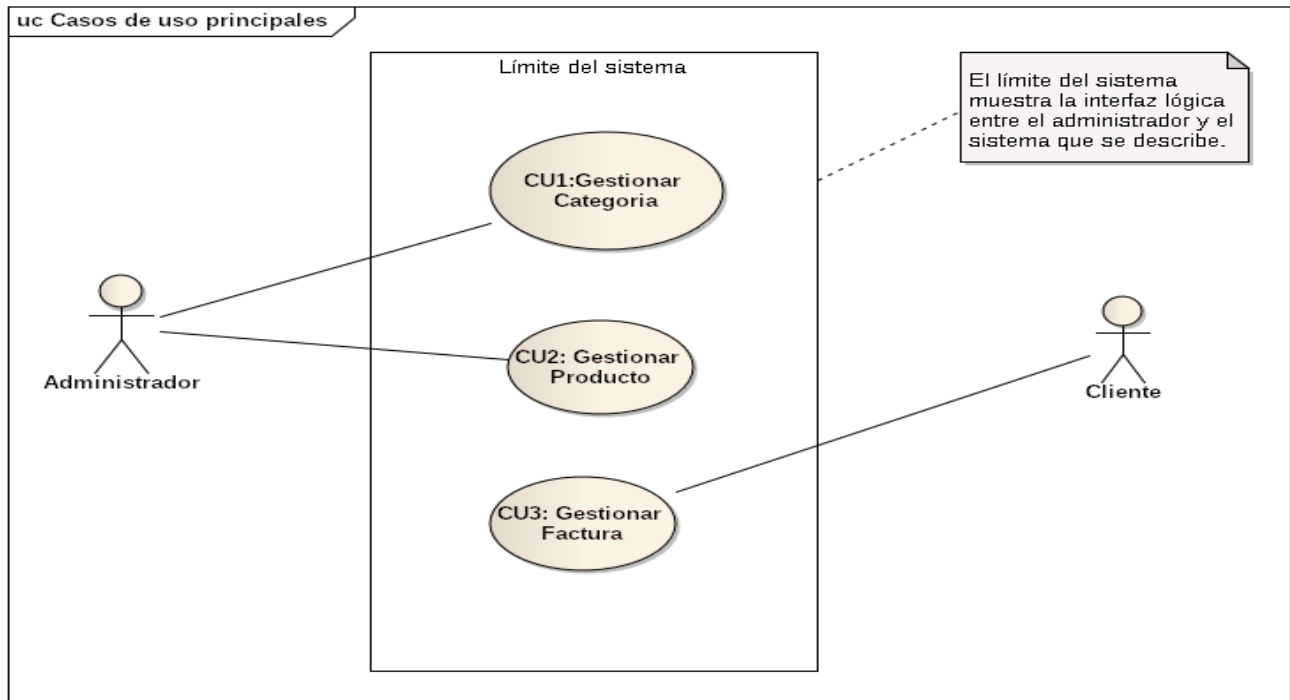 uc Casos de uso principales
Límite del sistema
El límite del sistema
muestra la interfaz lógica
entre el administrador y el
sistema que se describe.
CU1:Gestionar
Categoria
Administrador
CU2: Gestionar
Producto
Cliente
CU3: Gestionar
Factura